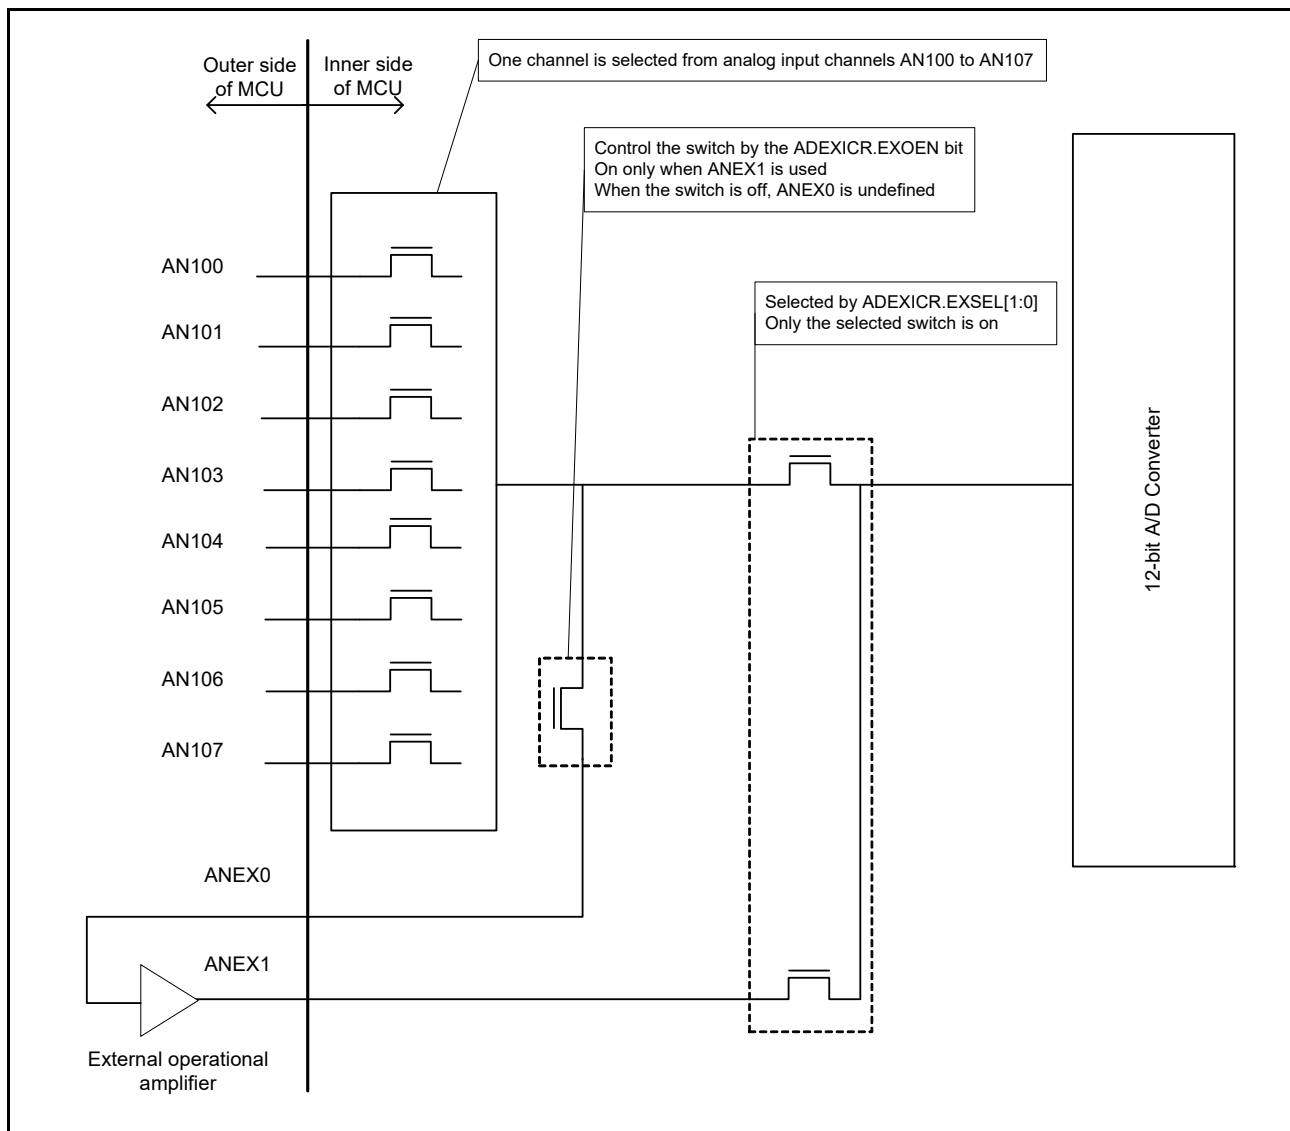 Outer side
of MCU
Inner side
of MCU
One channel is selected from analog input channels AN100 to AN107
Control the switch by the ADEXICR.EXOEN bit
On only when ANEX1 is used
When the switch is off, ANEX0 is undefined
Selected by ADEXICR.EXSEL[1:0]
Only the selected switch is on
AN100
AN101
AN102
AN103
AN104
AN105
AN106
AN107
12-bit A/D Converter
ANEX0
ANEX1
External operational
amplifier